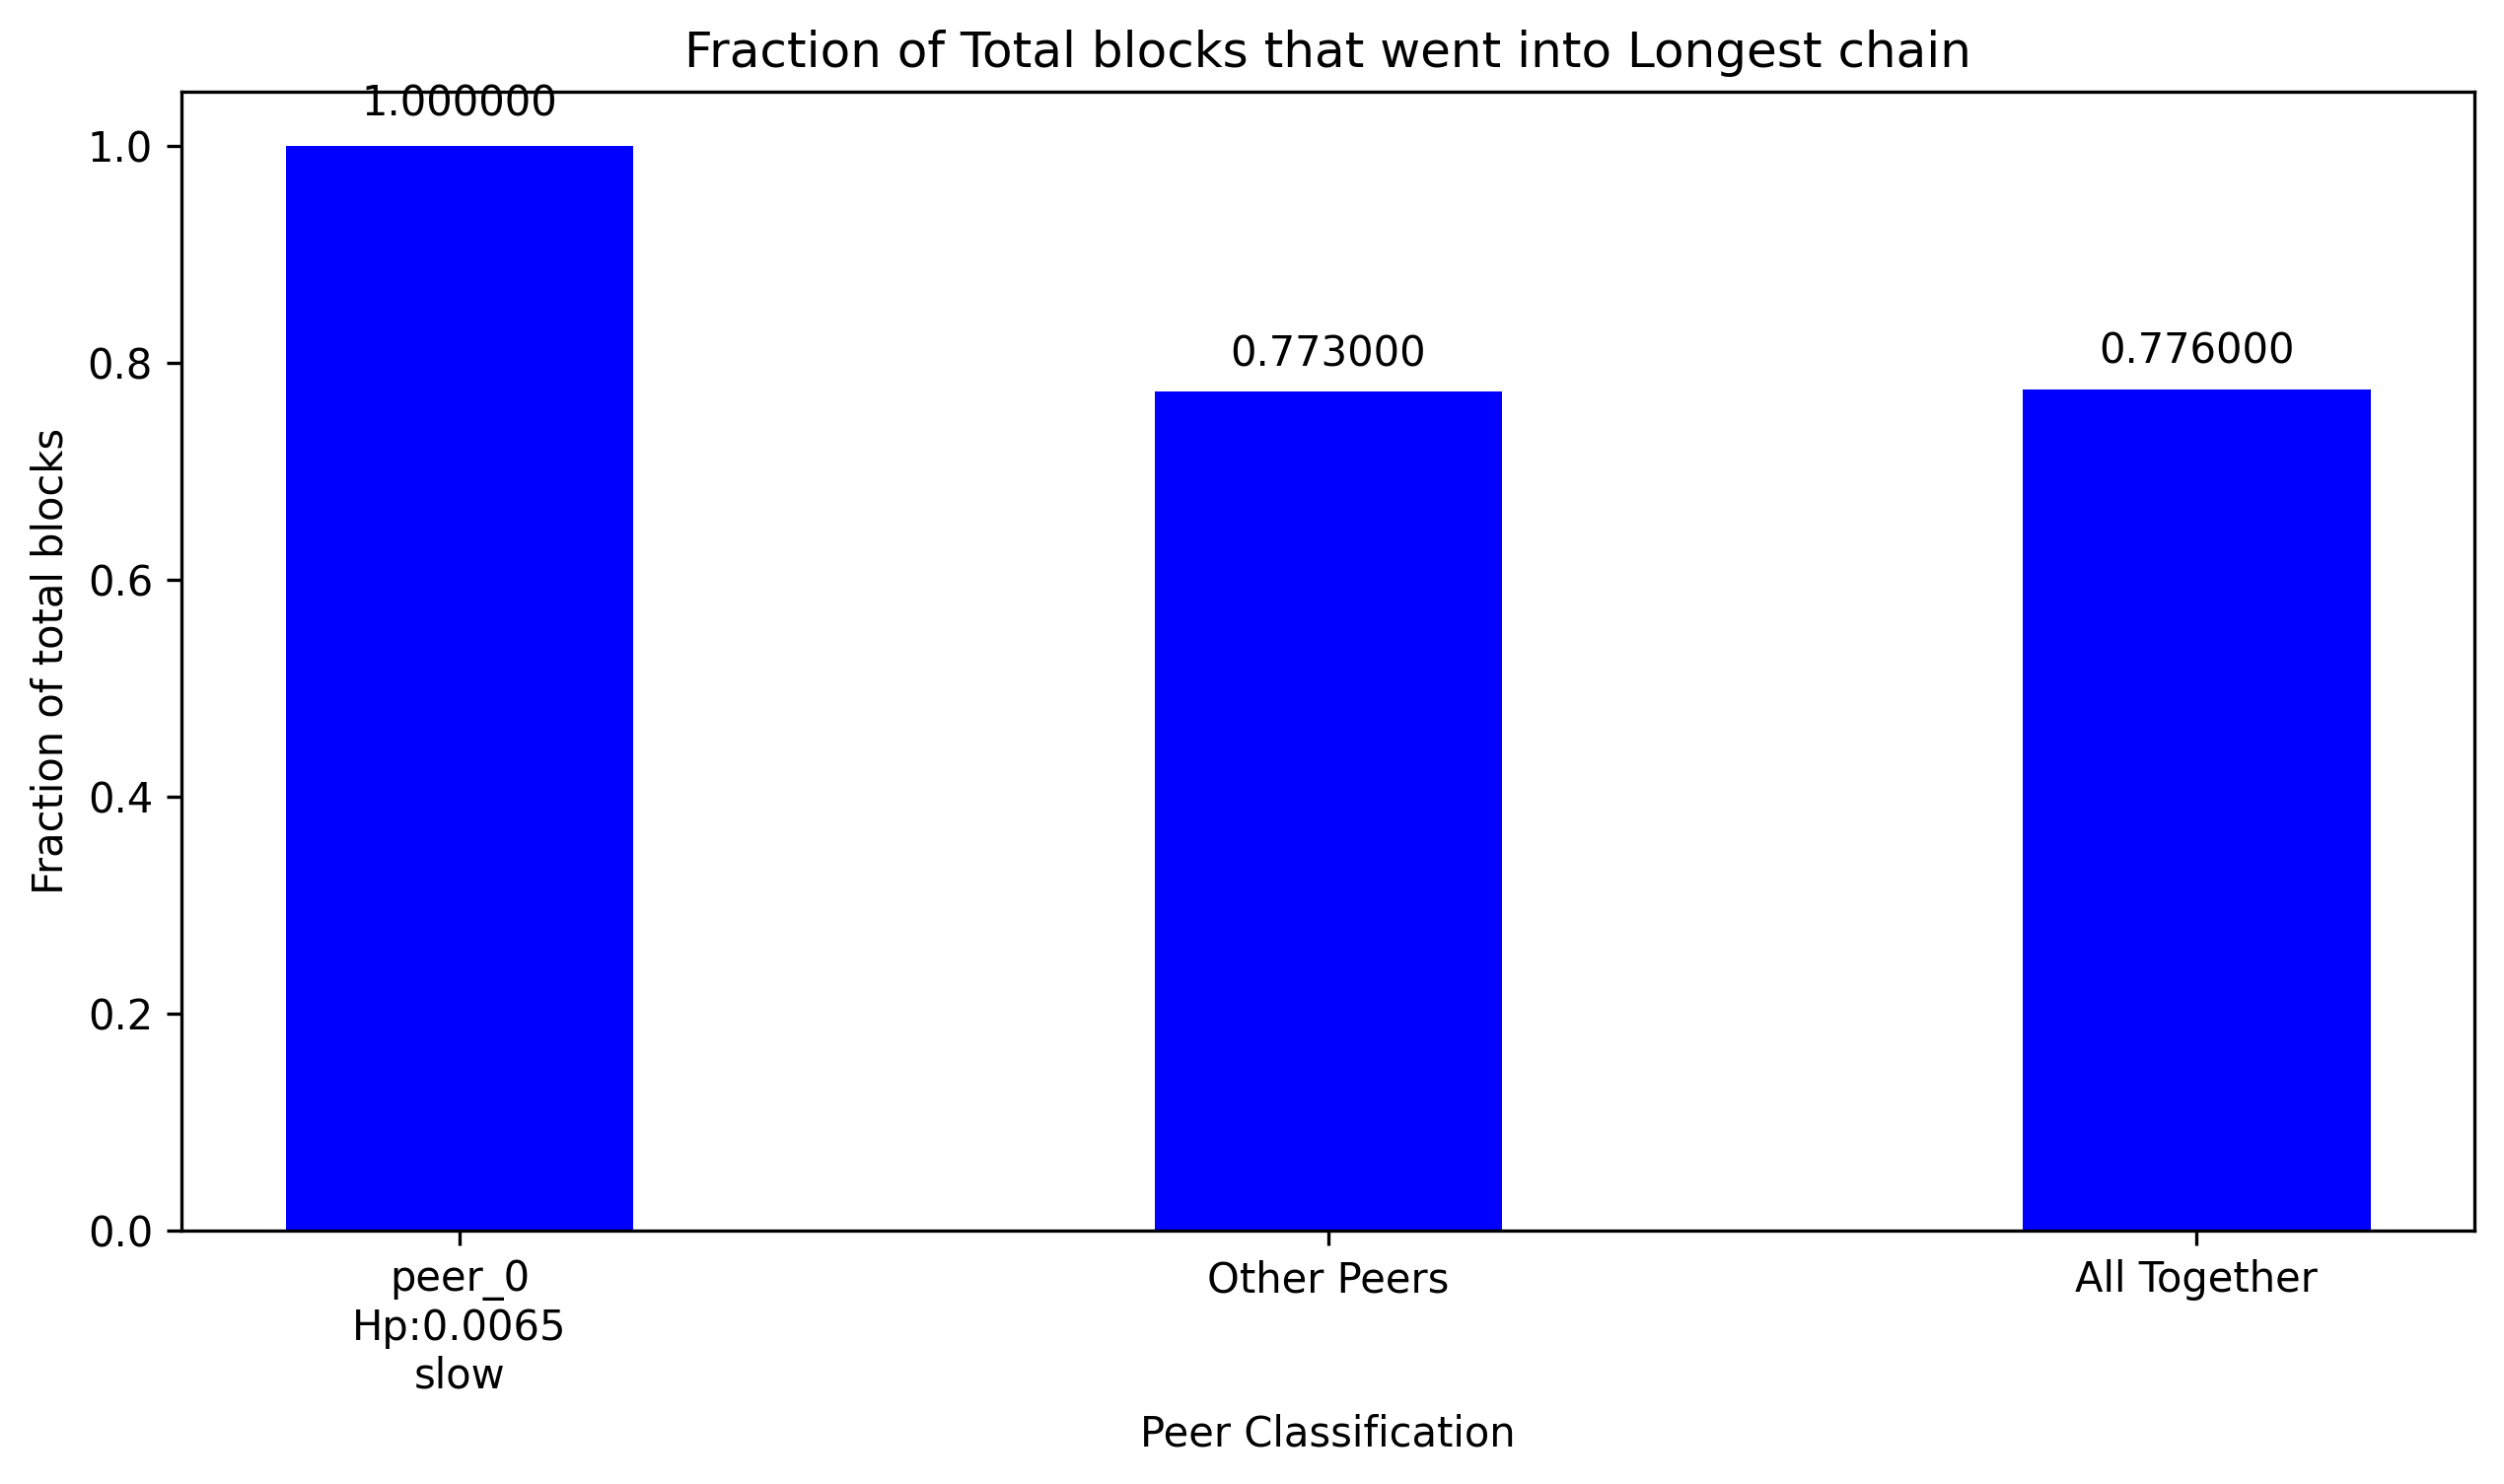 Fraction of Total blocks that went into Longest chain
1.000000
0.773000
0.776000
Fraction of total blocks
1.0
0.8
0.6
0.4
0.2
0.0
peer_0
Hp:0.0065
slow
Other Peers
All Together
Peer Classification